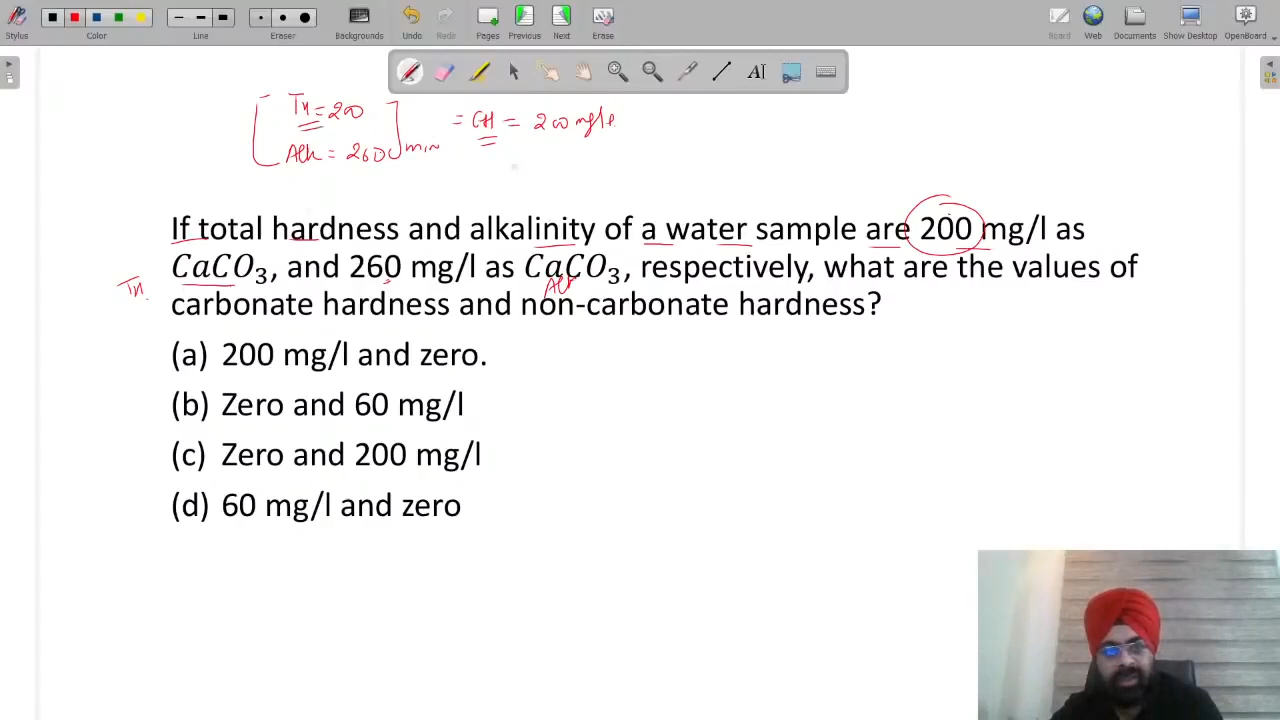 Board Web Documents Show Desktop OpenBoard
Styles Color Line Eraser Backgrounds Undo Redo Pages Previous Next Erase
TH = 200
Alk = 260
min
= CH = 200 mg/l
If total hardness and alkalinity of a water sample are 200 mg/l as
CaCO₃, and 260 mg/l as CaCO₃, respectively, what are the values of
TH
Alk
carbonate hardness and non-carbonate hardness?
(a) 200 mg/l and zero.
(b) Zero and 60 mg/l
(c) Zero and 200 mg/l
(d) 60 mg/l and zero